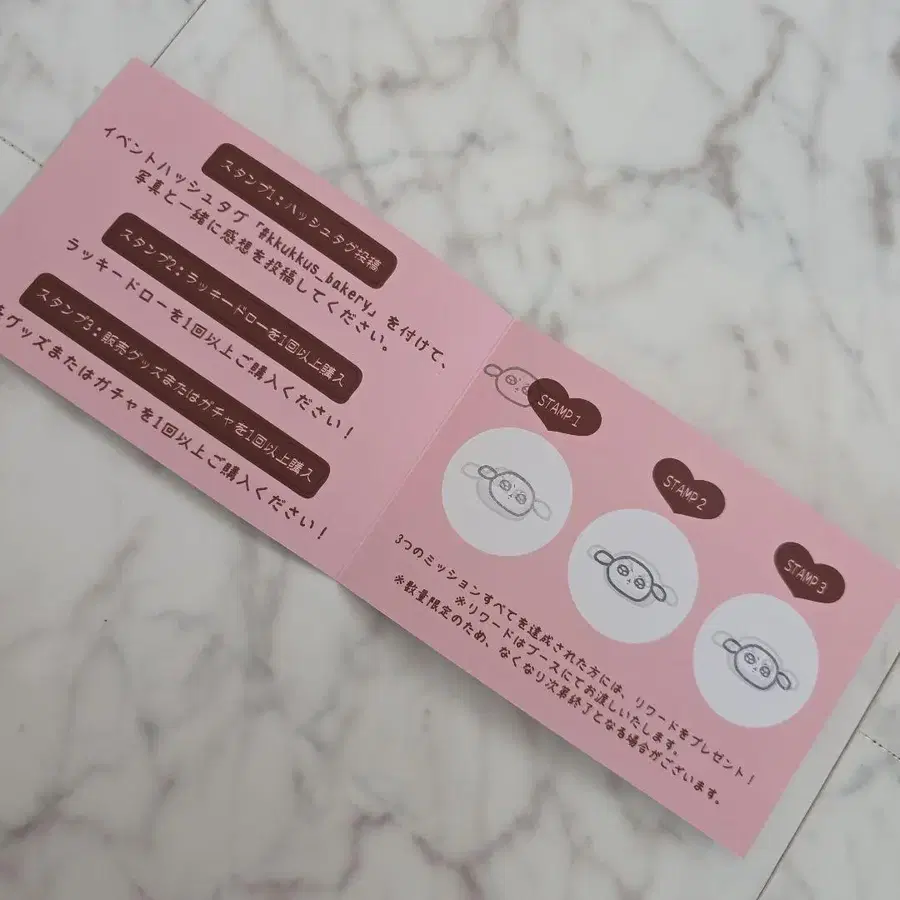 スタンプ1：ハッシュタグ投稿
イベントハッシュタグ「#kkukkus_bakery」を付けて、
写真と一緒に感想を投稿してください。
スタンプ2：ラッキードローを1回以上購入
ラッキードローを1回以上ご購入ください！
スタンプ3：販売グッズまたはガチャを1回以上購入
グッズまたはガチャを1回以上ご購入ください！
STAMP 1
STAMP 2
STAMP 3
3つのミッションすべてを達成された方には、リワードをプレゼント！
※リワードはブースにてお渡しいたします。
※数量限定のため、なくなり次第終了となる場合がございます。